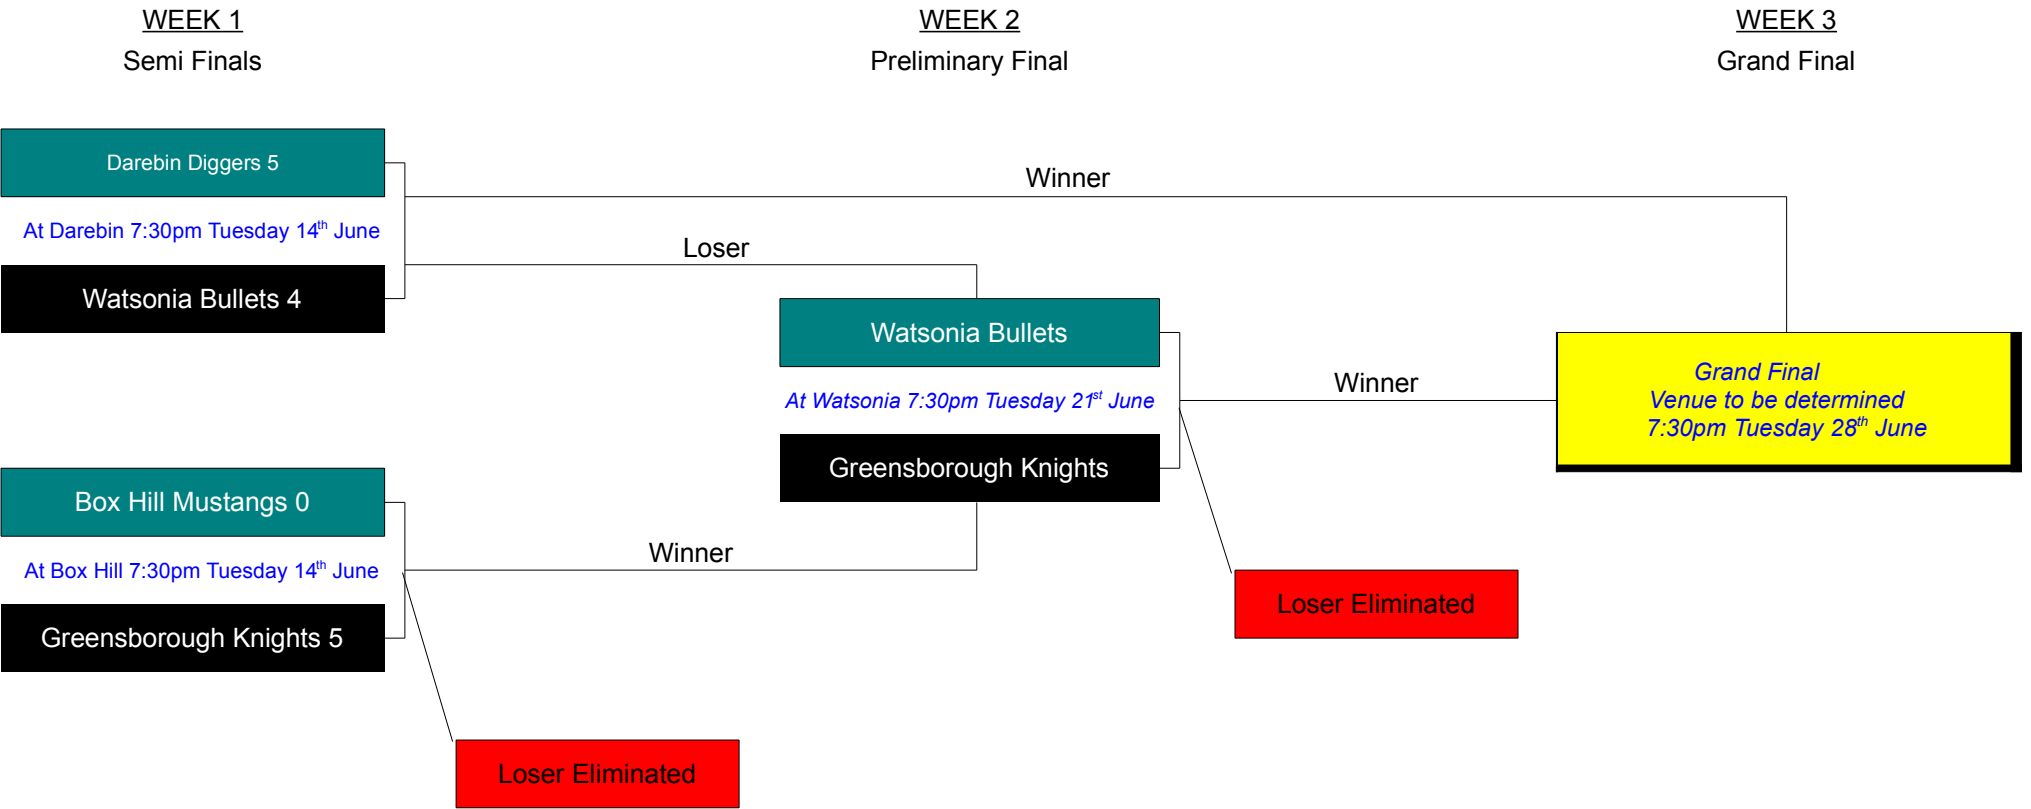 WEEK 1
Semi Finals
WEEK 2
Preliminary Final
WEEK 3
Grand Final
Darebin Diggers 5
At Darebin 7:30pm Tuesday 14th June
Watsonia Bullets 4
Winner
Loser
Watsonia Bullets
At Watsonia 7:30pm Tuesday 21st June
Greensborough Knights
Winner
Grand Final
Venue to be determined
7:30pm Tuesday 28th June
Box Hill Mustangs 0
At Box Hill 7:30pm Tuesday 14th June
Greensborough Knights 5
Winner
Loser Eliminated
Loser Eliminated